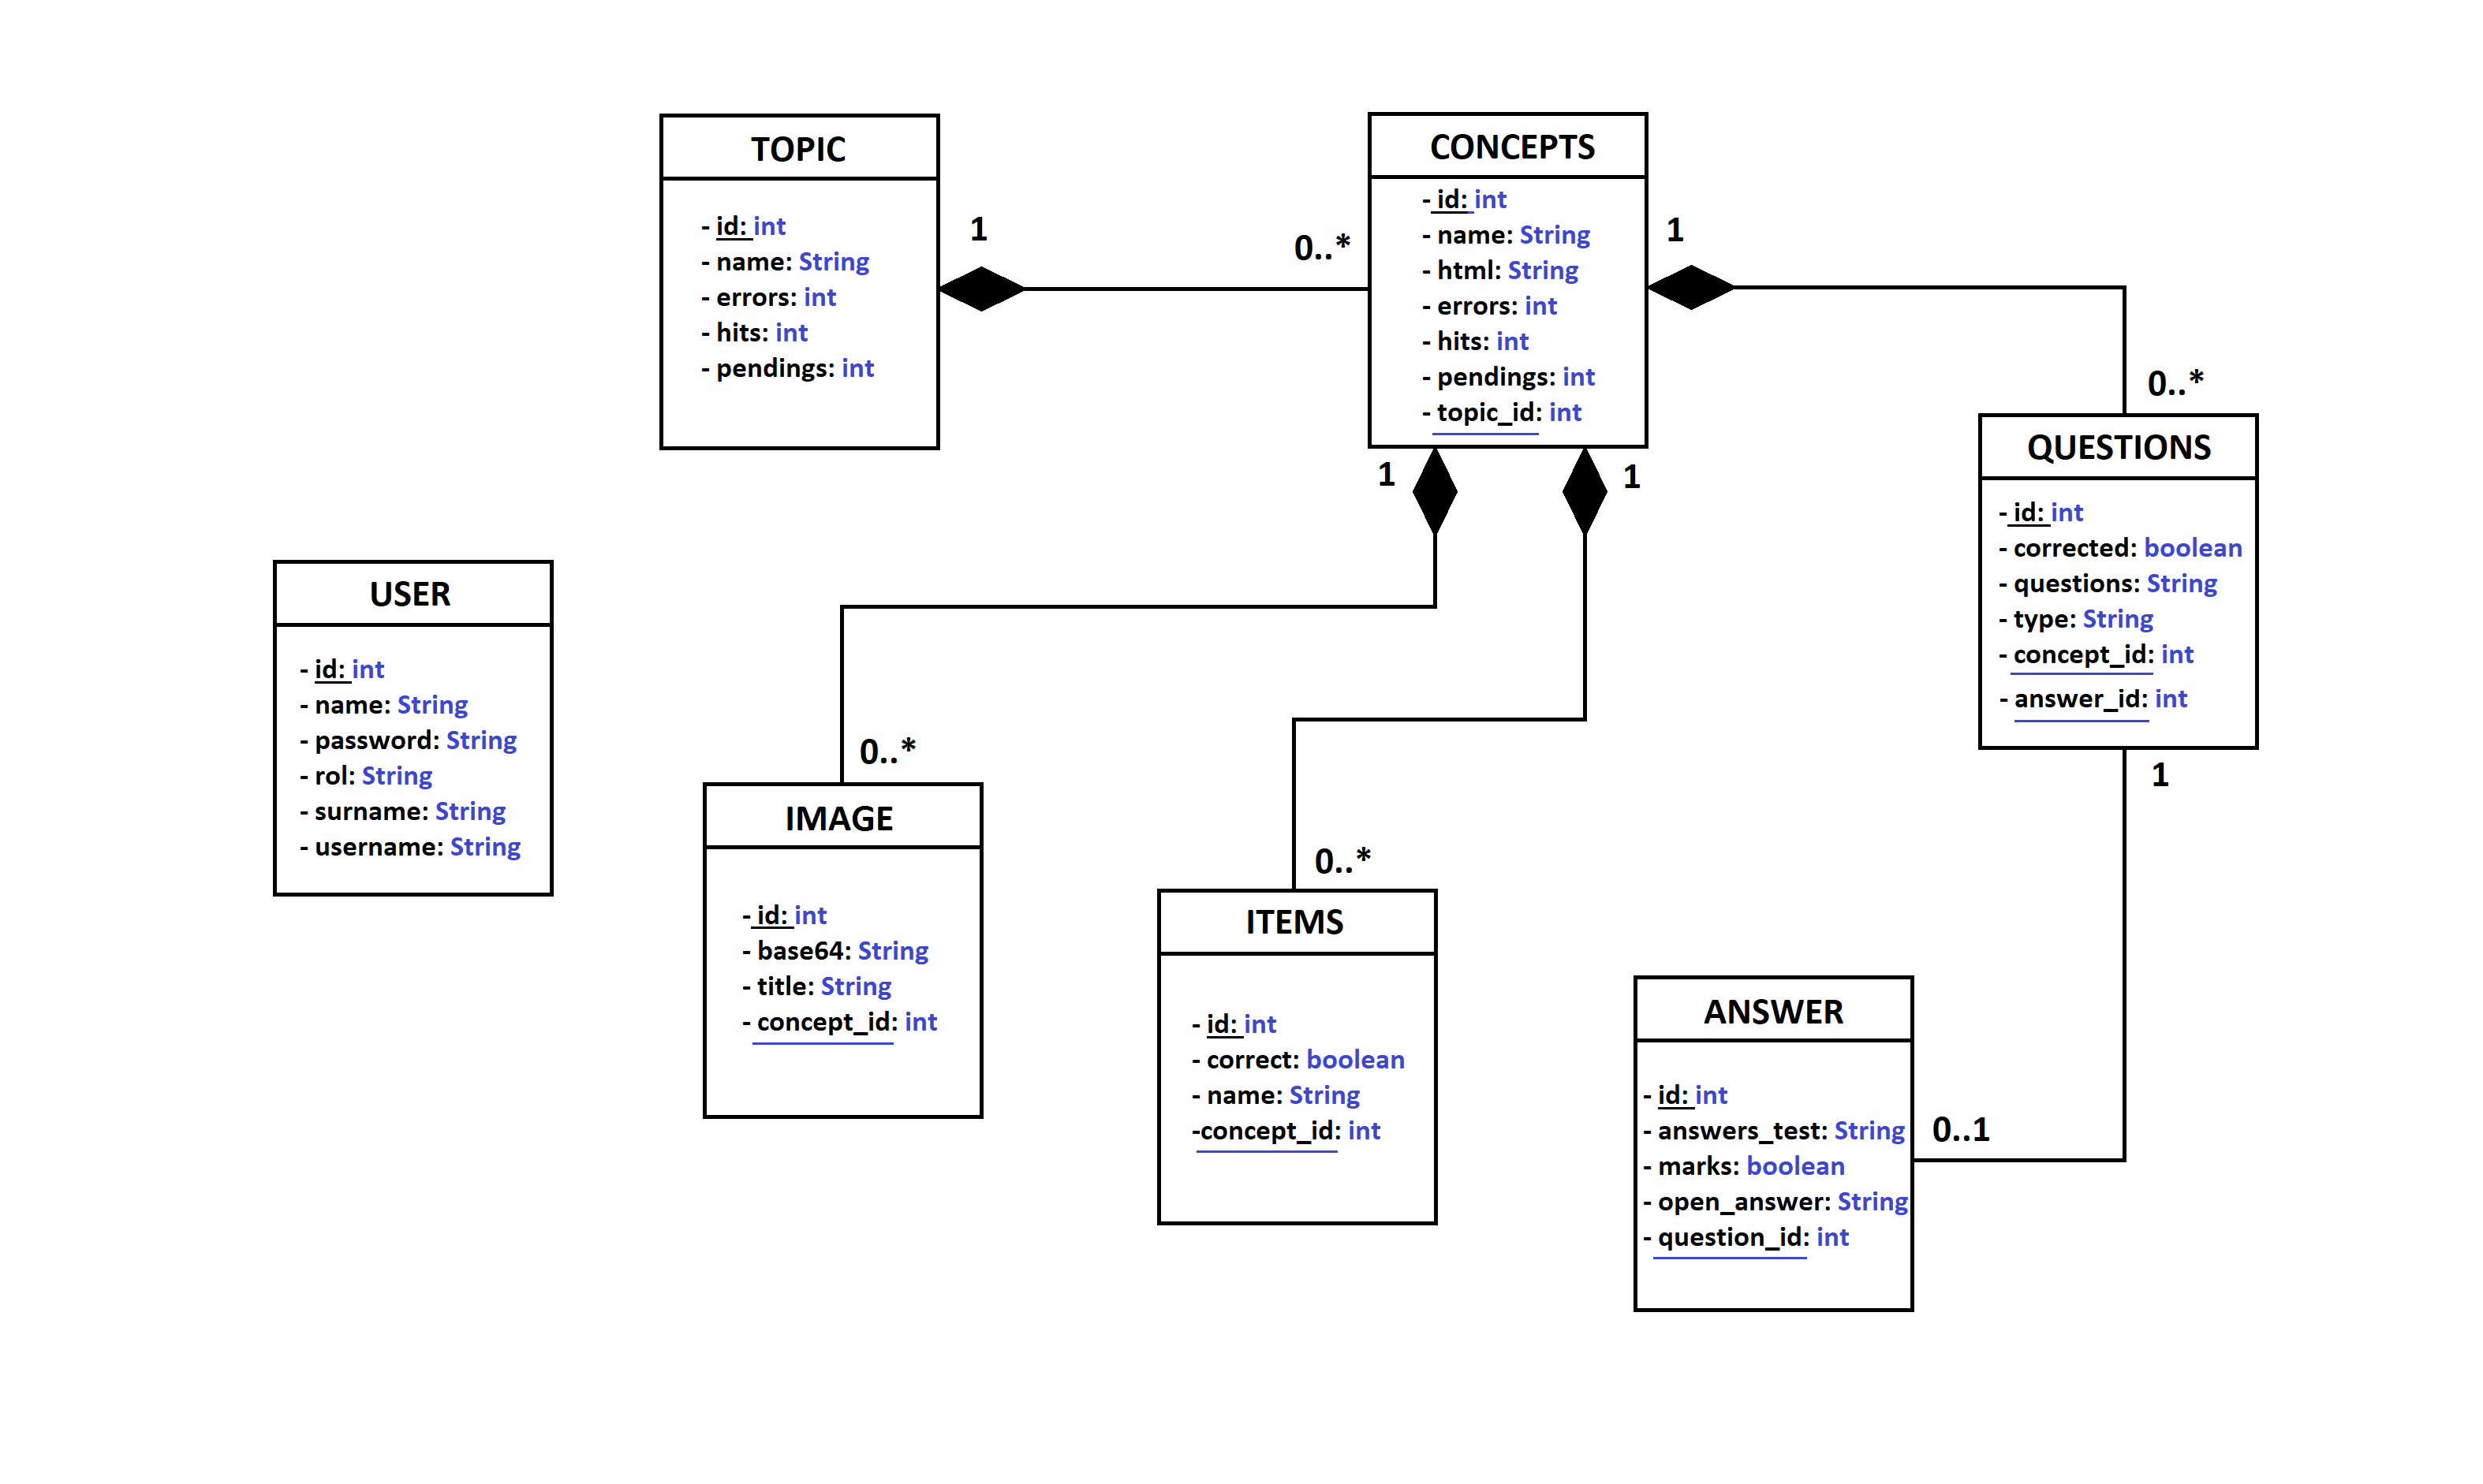 TOPIC
- id: int
- name: String
- errors: int
- hits: int
- pendings: int
1
0..*
CONCEPTS
- id: int
- name: String
- html: String
- errors: int
- hits: int
- pendings: int
- topic_id: int
1
0..*
1
1
QUESTIONS
- id: int
- corrected: boolean
- questions: String
- type: String
- concept_id: int
- answer_id: int
1
USER
- id: int
- name: String
- password: String
- rol: String
- surname: String
- username: String
0..*
IMAGE
- id: int
- base64: String
- title: String
- concept_id: int
0..*
ITEMS
- id: int
- correct: boolean
- name: String
-concept_id: int
ANSWER
- id: int
- answers_test: String
- marks: boolean
- open_answer: String
- question_id: int
0..1